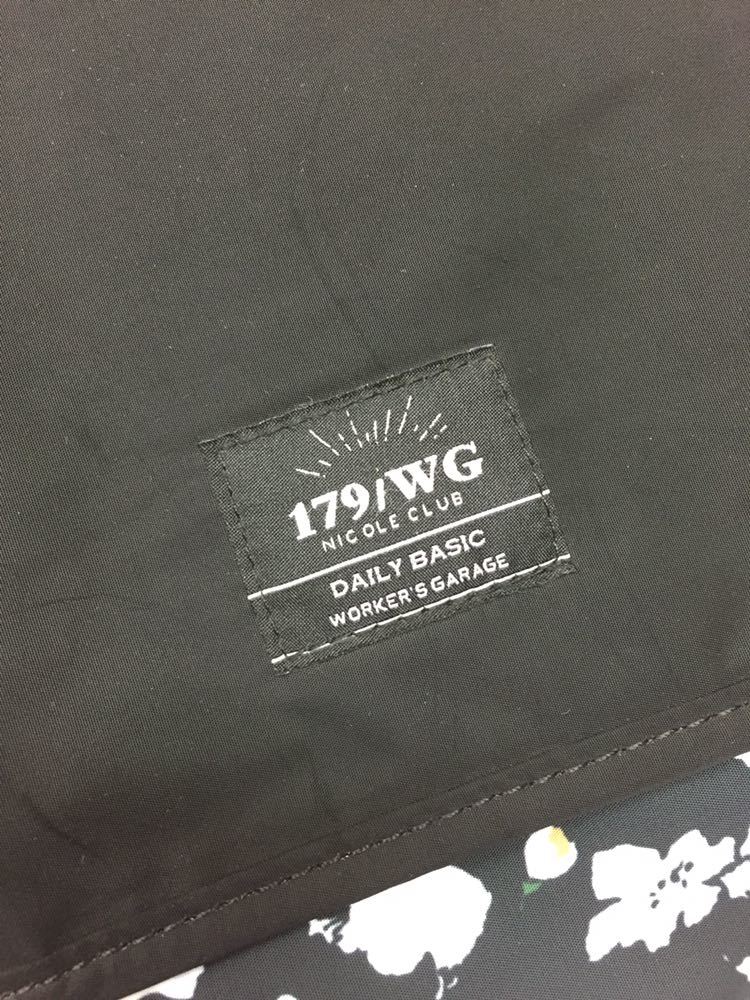 179/WG
NICOLE CLUB
DAILY BASIC
WORKER'S GARAGE